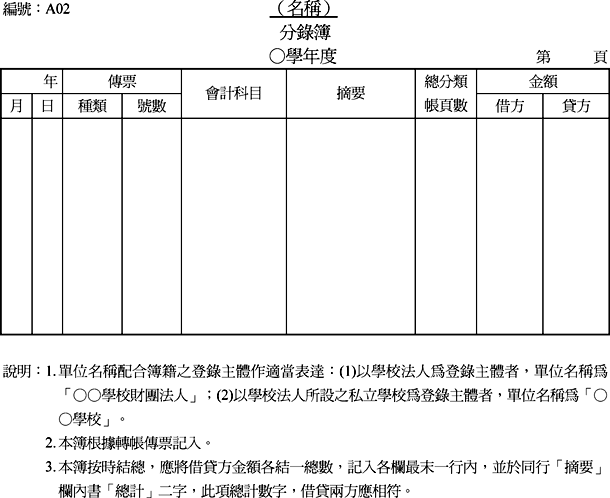 編號：A02
（名稱）
分錄簿
○學年度
第 頁
年 傳票 會計科目 摘要 總分類帳頁數 金額
月 日 種類 號數 借方 貸方
說明：1.單位名稱配合簿籍之登錄主體作適當表達：(1)以學校法人為登錄主體者，單位名稱為
「○○學校財團法人」；(2)以學校法人所設之私立學校為登錄主體者，單位名稱為「○
○學校」。
2.本簿根據轉帳傳票記入。
3.本簿按時結總，應將借貸方金額各結一總數，記入各欄最末一行內，並於同行「摘要」
欄內書「總計」二字，此項總計數字，借貸兩方應相符。